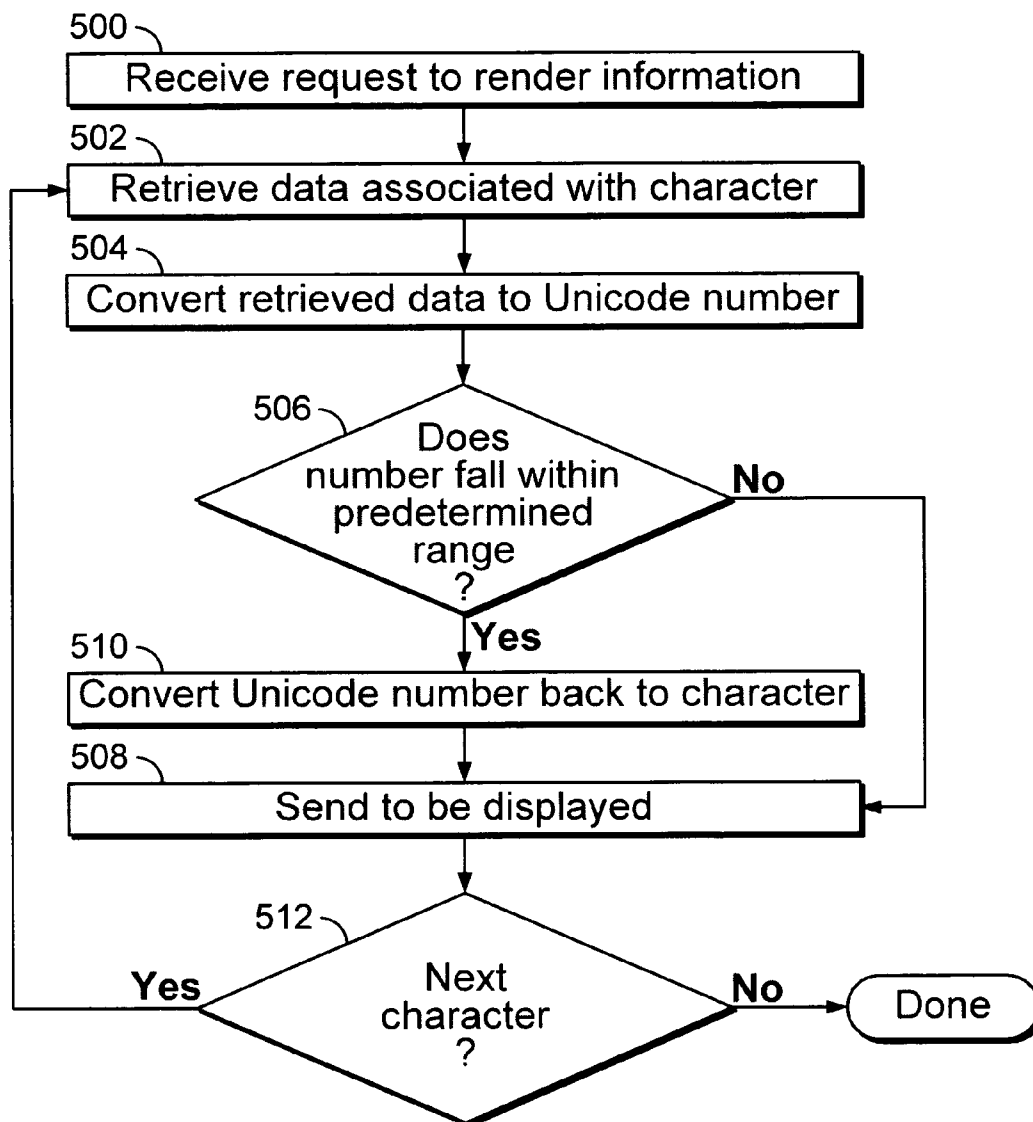 500
Receive request to render information
502
Retrieve data associated with character
504
Convert retrieved data to Unicode number
506
Does
number fall within
predetermined
range
?
No
Yes
510
Convert Unicode number back to character
508
Send to be displayed
512
Next
character
?
Yes
No
Done